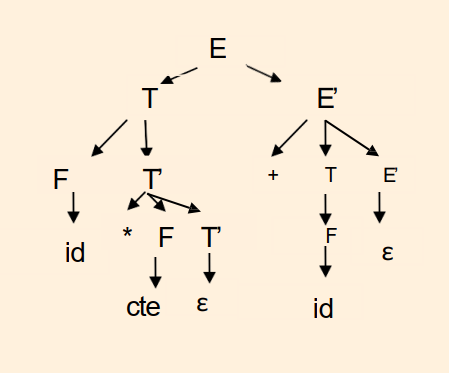 E
T E’
F T’ + T E’
id * F T’ F ε
cte ε id